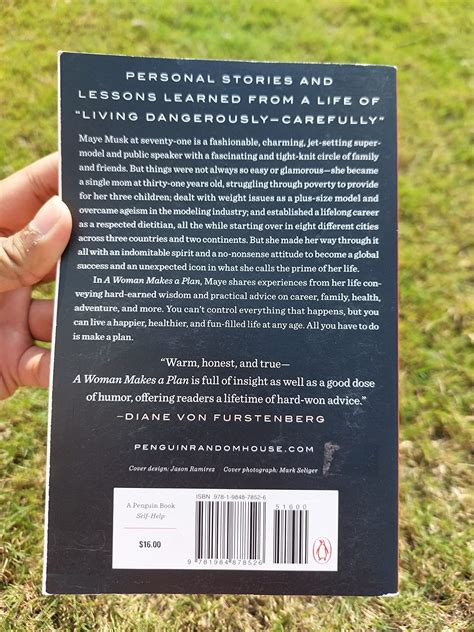 PERSONAL STORIES AND
LESSONS LEARNED FROM A LIFE OF
"LIVING DANGEROUSLY—CAREFULLY"
Maye Musk at seventy-one is a fashionable, charming, jet-setting super-
model and public speaker with a fascinating and tight-knit circle of family
and friends. But things were not always so easy or glamorous—she became
a single mom at thirty-one years old, struggling through poverty to provide
for her three children; dealt with weight issues as a plus-size model and
overcame ageism in the modeling industry; and established a lifelong career
as a respected dietitian, all the while starting over in eight different cities
across three countries and two continents. But she made her way through it
all with an indomitable spirit and a no-nonsense attitude to become a global
success and an unexpected icon in what she calls the prime of her life.
In A Woman Makes a Plan, Maye shares experiences from her life con-
veying hard-earned wisdom and practical advice on career, family, health,
adventure, and more. You can't control everything that happens, but you
can live a happier, healthier, and fun-filled life at any age. All you have to do
is make a plan.
"Warm, honest, and true—
A Woman Makes a Plan is full of insight as well as a good dose
of humor, offering readers a lifetime of hard-won advice."
–DIANE VON FURSTENBERG
PENGUINRANDOMHOUSE.COM
Cover design: Jason Ramirez Cover photograph: Mark Seliger
A Penguin Book
Self-Help
$16.00
ISBN 978-1-9848-7852-6
51600
9 781984 878526